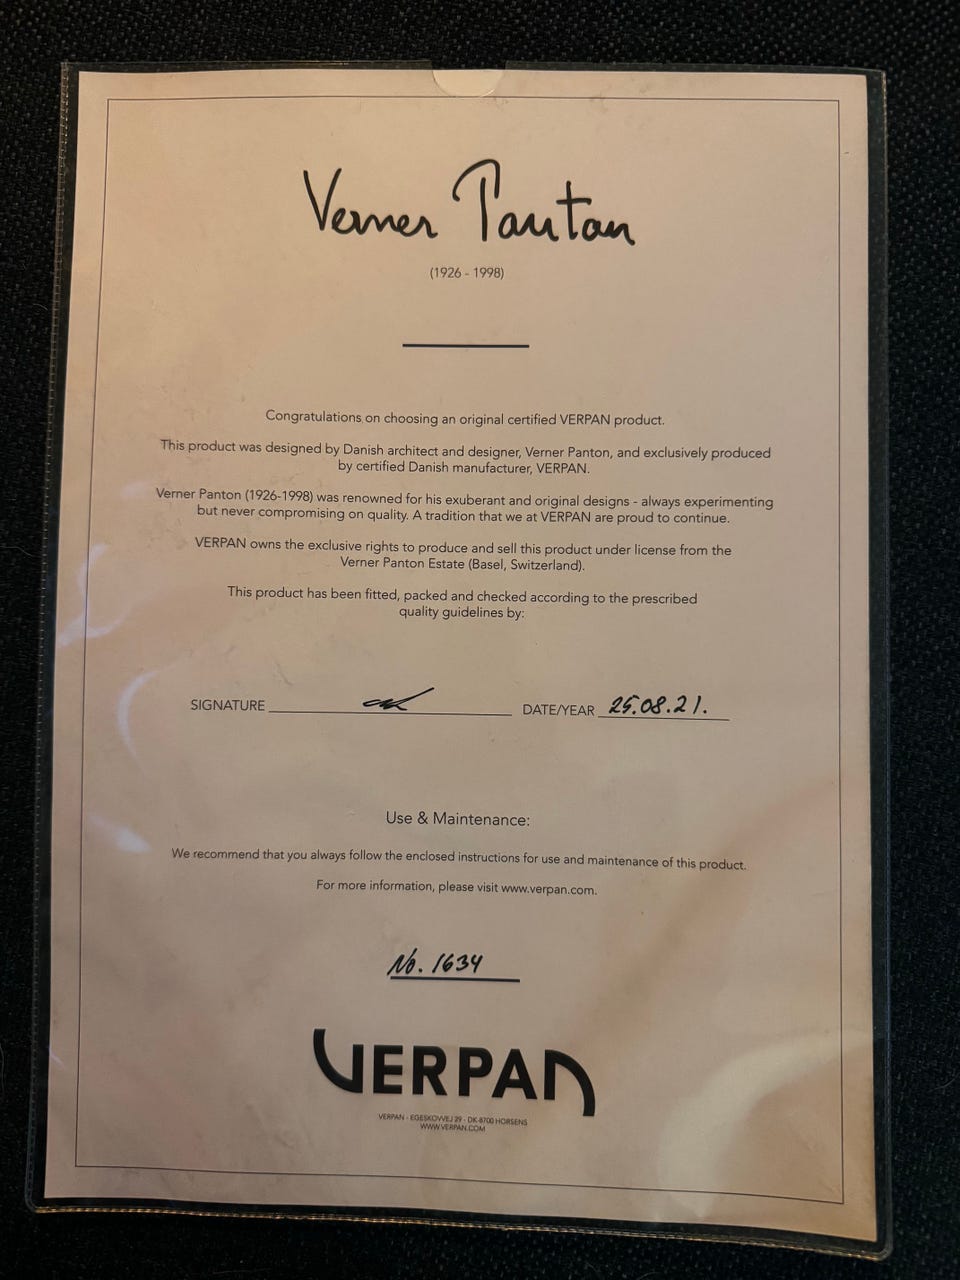 Verner Panton
(1926 - 1998)
Congratulations on choosing an original certified VERPAN product.
This product was designed by Danish architect and designer, Verner Panton, and exclusively produced
by certified Danish manufacturer, VERPAN.
Verner Panton (1926-1998) was renowned for his exuberant and original designs - always experimenting
but never compromising on quality. A tradition that we at VERPAN are proud to continue.
VERPAN owns the exclusive rights to produce and sell this product under license from the
Verner Panton Estate (Basel, Switzerland).
This product has been fitted, packed and checked according to the prescribed
quality guidelines by:
SIGNATURE DATE/YEAR 25.08.21.
Use & Maintenance:
We recommend that you always follow the enclosed instructions for use and maintenance of this product.
For more information, please visit www.verpan.com.
No. 1634
VERPAN
VERPAN - EGESKOVVEJ 29 - DK-8700 HORSENS
WWW.VERPAN.COM